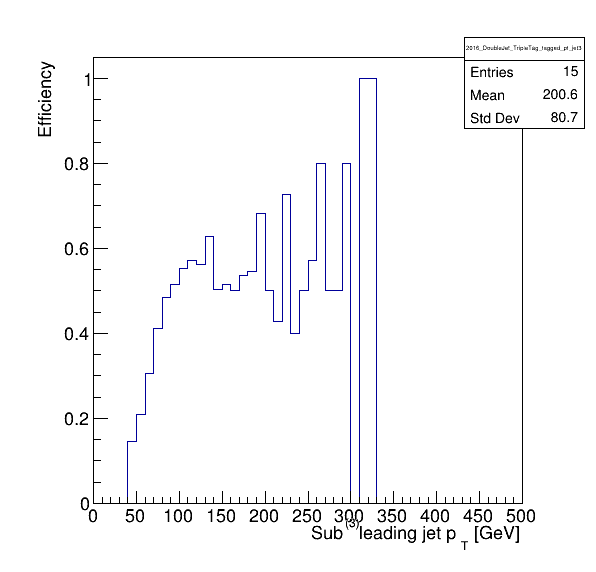 2016_DoubleJet_TripleTag_tagged_pt_jet3
Entries 15
Mean 200.6
Std Dev 80.7
Efficiency
1
0.8
0.6
0.4
0.2
0
0 50 100 150 200 250 300 350 400 450 500
Sub(3)leading jet p T [GeV]